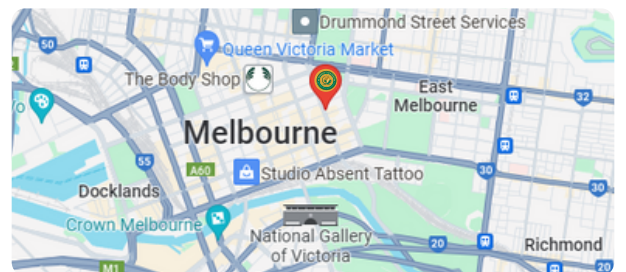 Drummond Street Services
50
Queen Victoria Market
The Body Shop
East
Melbourne
32
Melbourne
55
A60
Studio Absent Tattoo
30
Docklands
30
Crown Melbourne
National Gallery
of Victoria
20
Richmond
M1
20